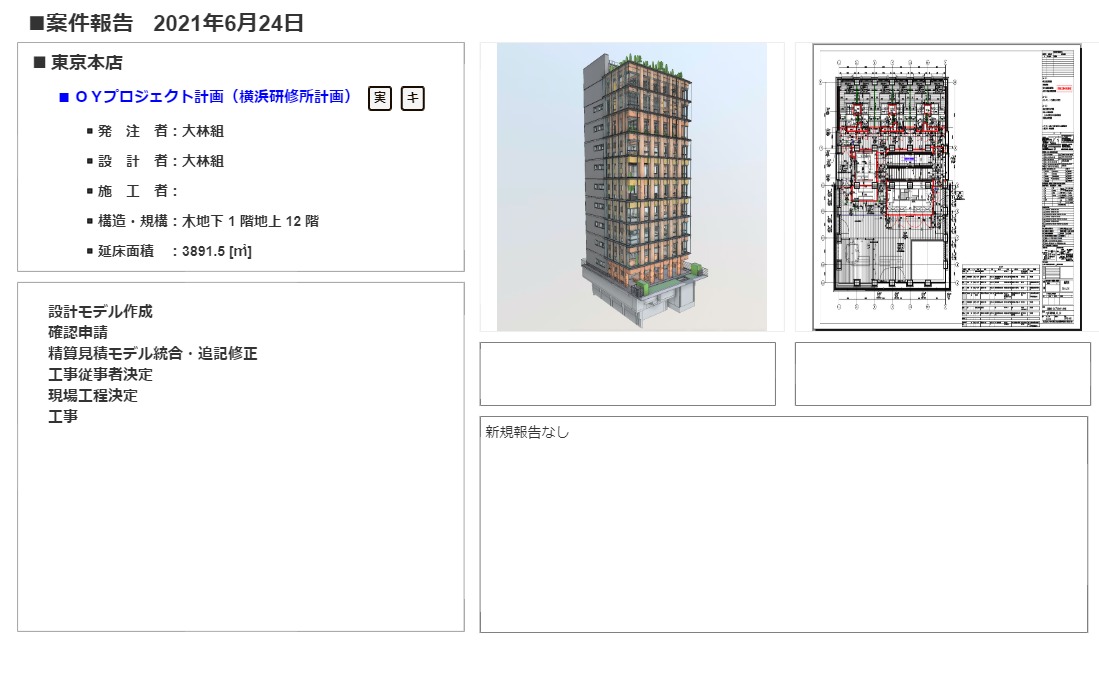 ■案件報告　2021年6月24日
■ 東京本店
■ ＯＹプロジェクト計画（横浜研修所計画） 実 キ
▪ 発　注　者：大林組
▪ 設　計　者：大林組
▪ 施　工　者：
▪ 構造・規構：木地下 1 階地上 12 階
▪ 延床面積　：3891.5 [㎡]
設計モデル作成
確認申請
精算見積モデル統合・追記修正
工事従事者決定
現場工程決定
工事
新規報告なし